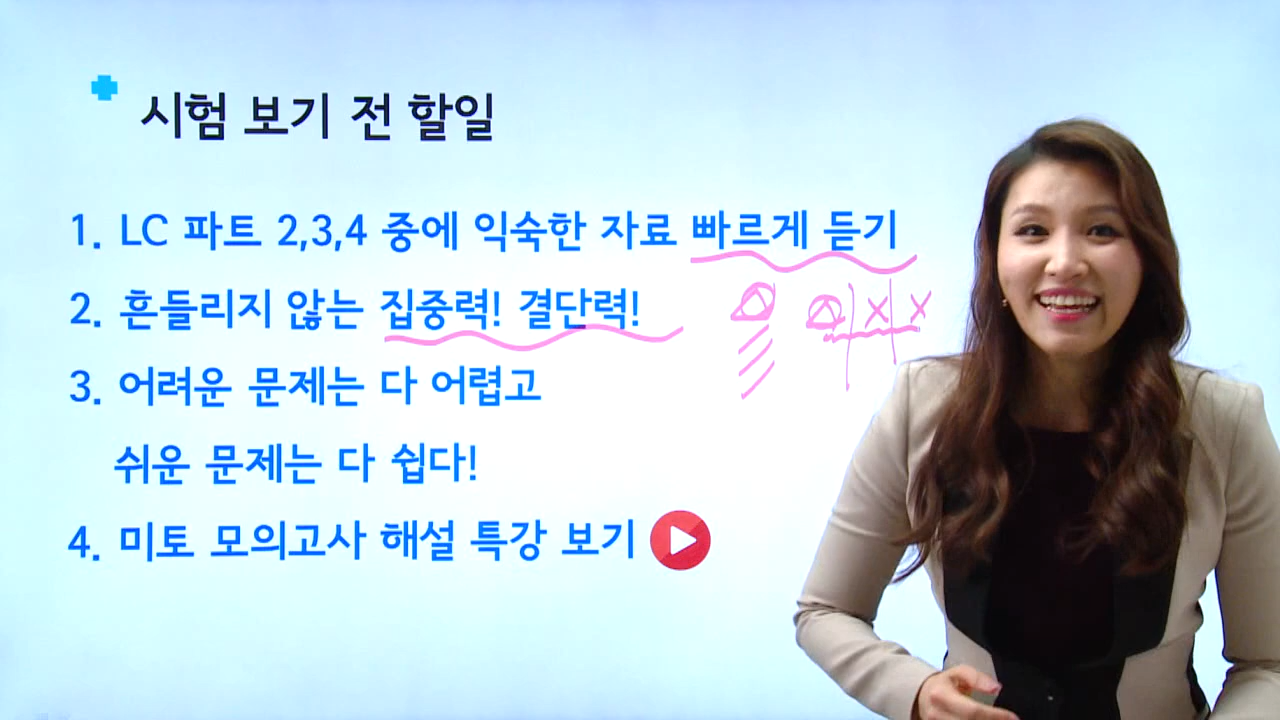 시험 보기 전 할일
1. LC 파트 2,3,4 중에 익숙한 자료 빠르게 듣기
2. 흔들리지 않는 집중력! 결단력!
3. 어려운 문제는 다 어렵고
쉬운 문제는 다 쉽다!
4. 미토 모의고사 해설 특강 보기